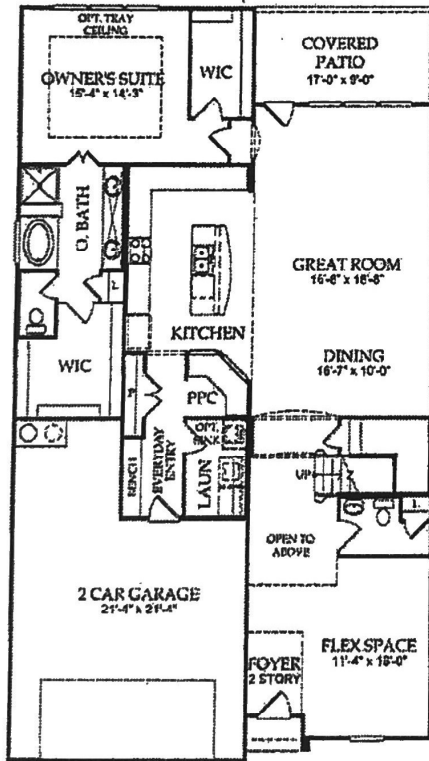 OPT. TRAY
CEILING
OWNER'S SUITE
15'-4" x 14'-3"
WIC
COVERED
PATIO
17'-0" x 9'-0"
O. BATH
GREAT ROOM
16'-6" x 18'-8"
KITCHEN
L
DINING
16'-7" x 10'-0"
WIC
P
PPC
OPT.
SINK
BENCH
EVERYDAY
ENTRY
LAUN
UP
L
OPEN TO
ABOVE
2 CAR GARAGE
21'-4" x 21'-4"
FLEX SPACE
11'-4" x 16'-0"
FOYER
2 STORY